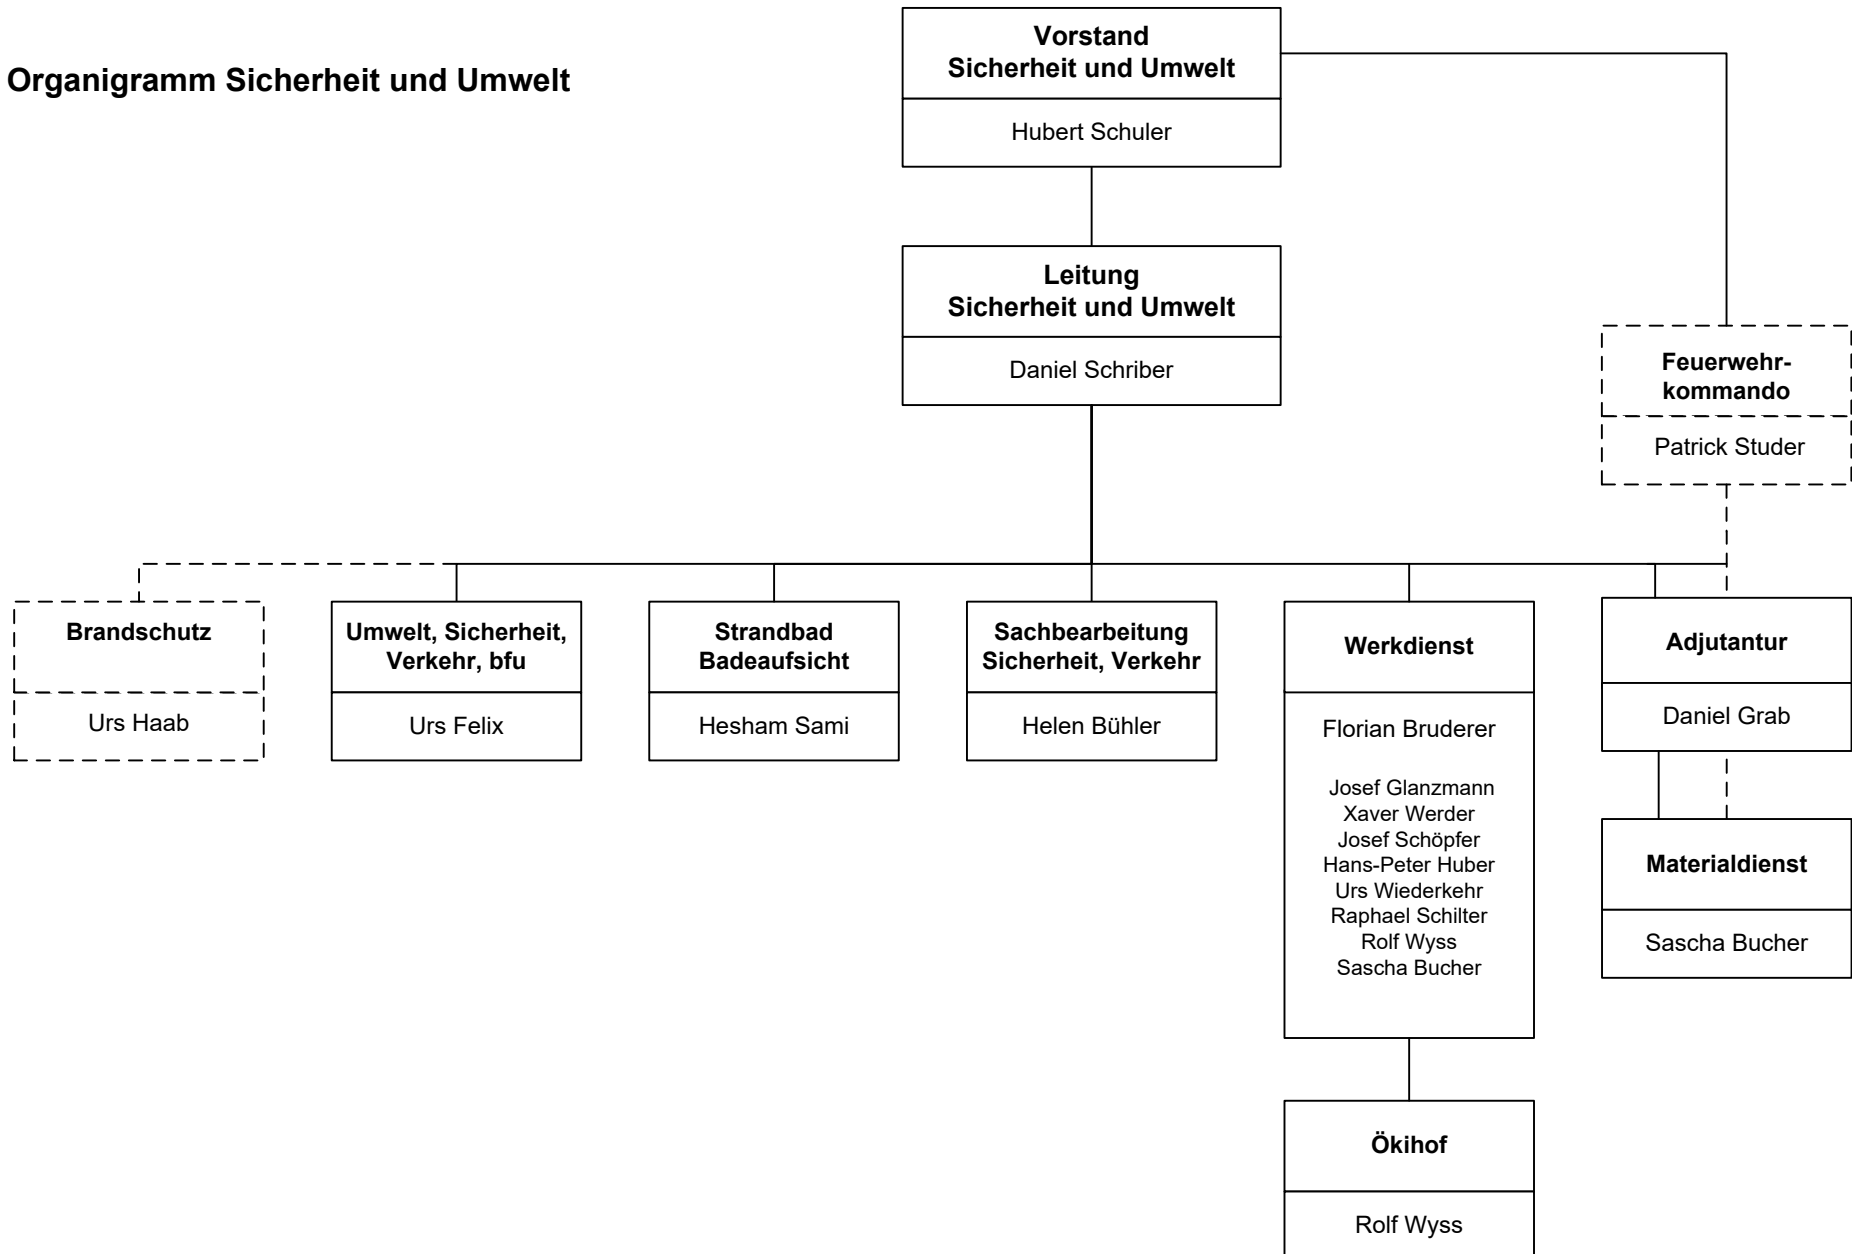 Organigramm Sicherheit und Umwelt
Vorstand
Sicherheit und Umwelt
Hubert Schuler
Leitung
Sicherheit und Umwelt
Daniel Schriber
Feuerwehr-
kommando
Patrick Studer
Brandschutz
Urs Haab
Umwelt, Sicherheit,
Verkehr, bfu
Urs Felix
Strandbad
Badeaufsicht
Hesham Sami
Sachbearbeitung
Sicherheit, Verkehr
Helen Bühler
Werkdienst
Florian Bruderer
Josef Glanzmann
Xaver Werder
Josef Schöpfer
Hans-Peter Huber
Urs Wiederkehr
Raphael Schilter
Rolf Wyss
Sascha Bucher
Adjutantur
Daniel Grab
Materialdienst
Sascha Bucher
Ökihof
Rolf Wyss